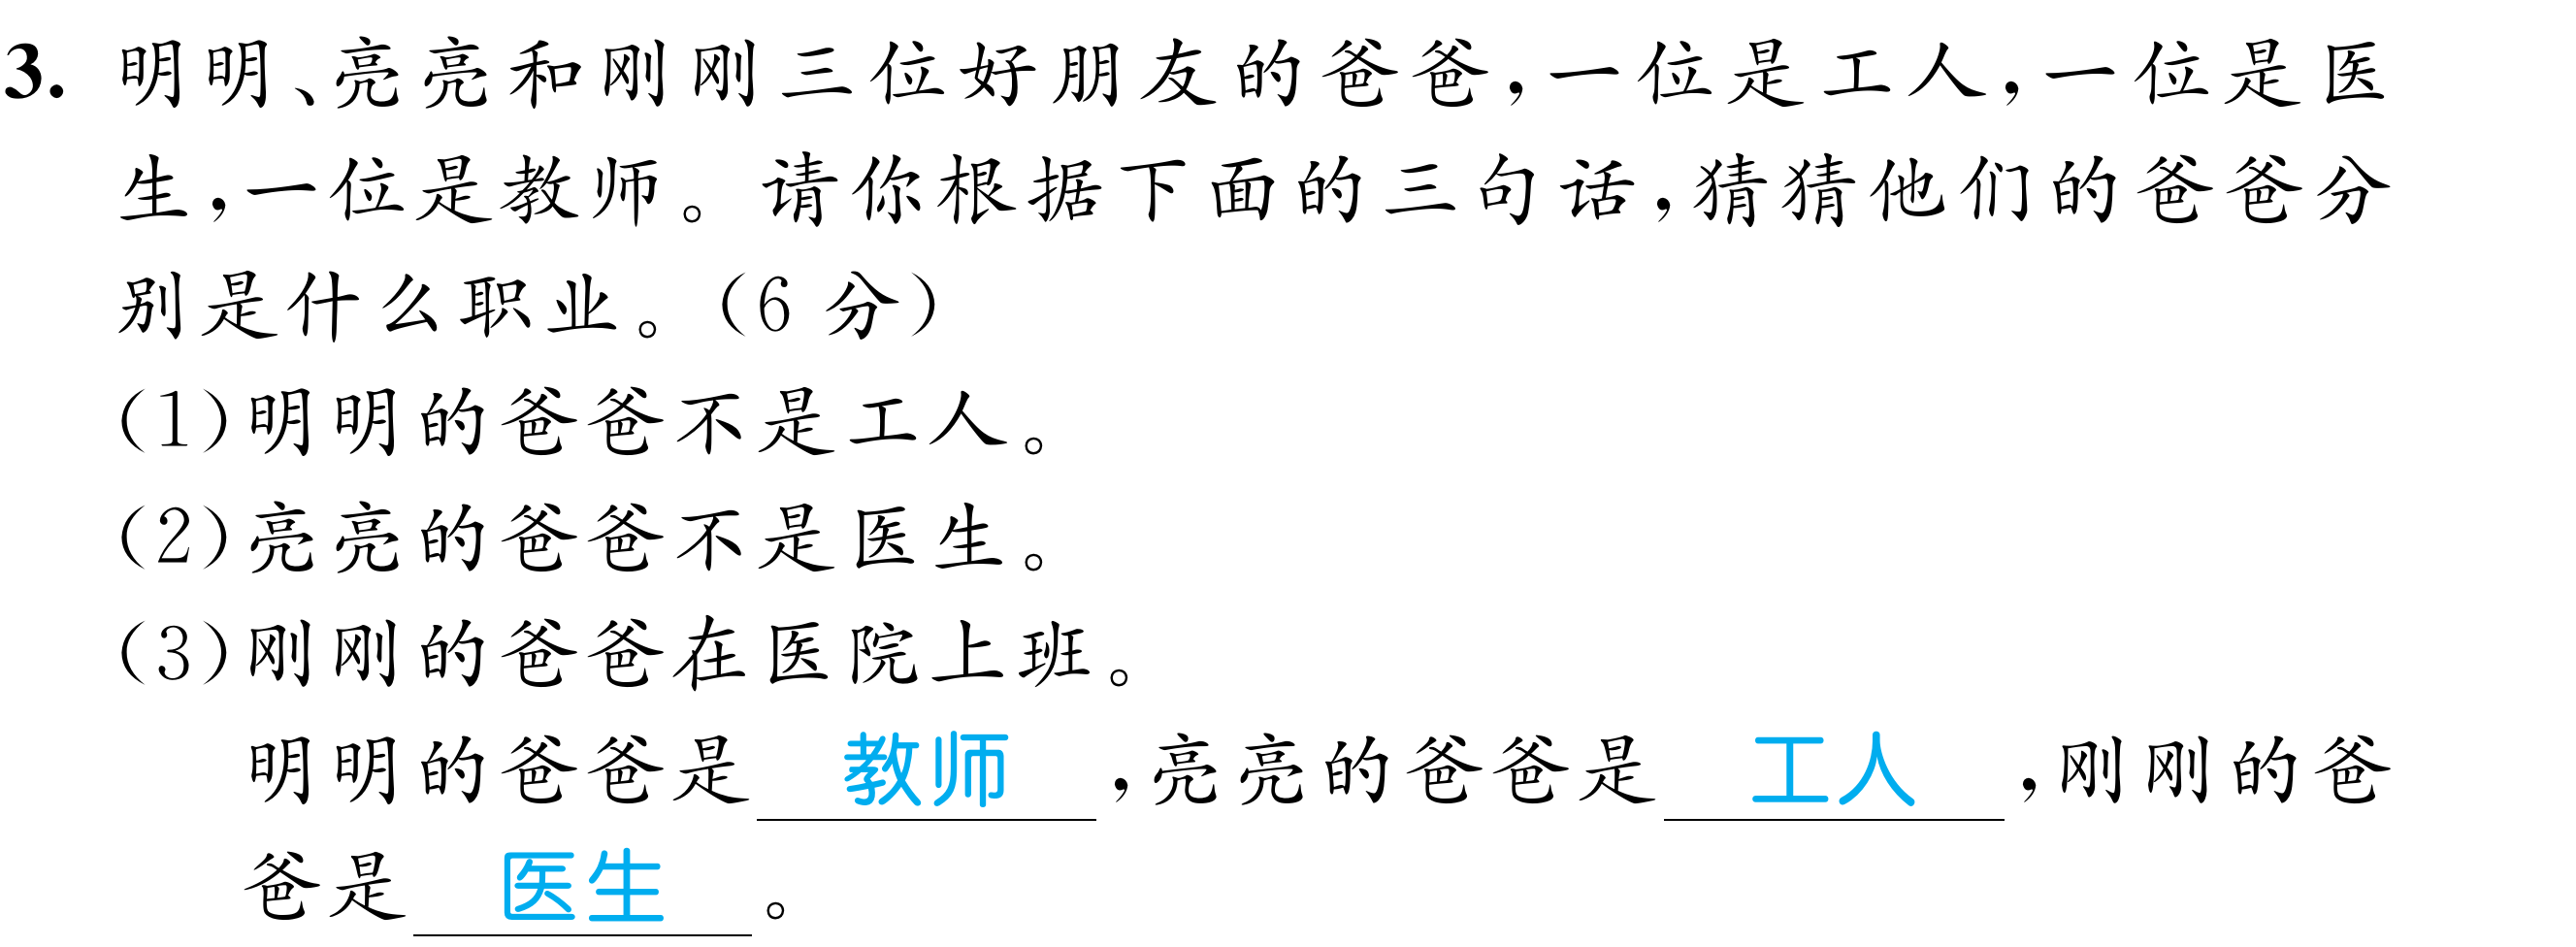 3. 明明、亮亮和刚刚三位好朋友的爸爸,一位是工人,一位是医
生,一位是教师。请你根据下面的三句话,猜猜他们的爸爸分
别是什么职业。(6 分)
(1)明明的爸爸不是工人。
(2)亮亮的爸爸不是医生。
(3)刚刚的爸爸在医院上班。
明明的爸爸是 教师 ,亮亮的爸爸是 工人 ,刚刚的爸
爸是 医生 。